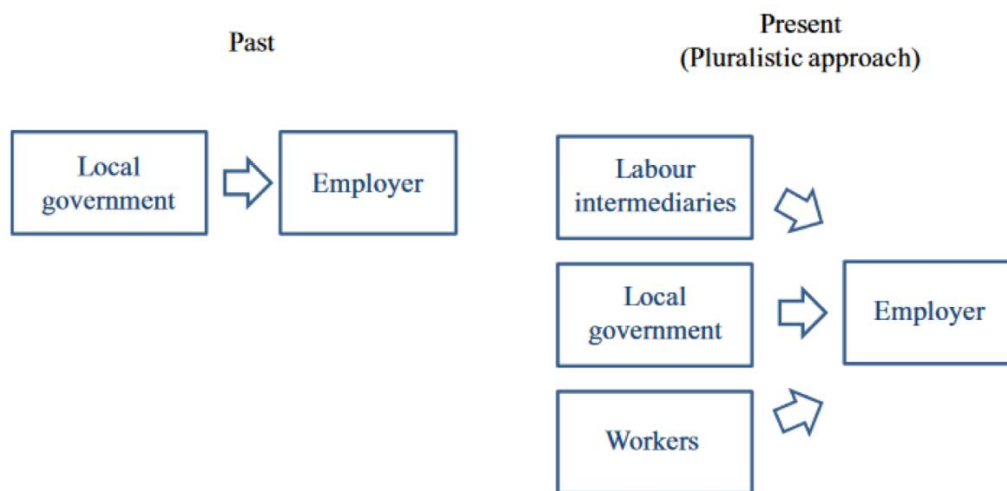 Past
Local
government
Employer
Present
(Pluralistic approach)
Labour
intermediaries
Local
government
Employer
Workers